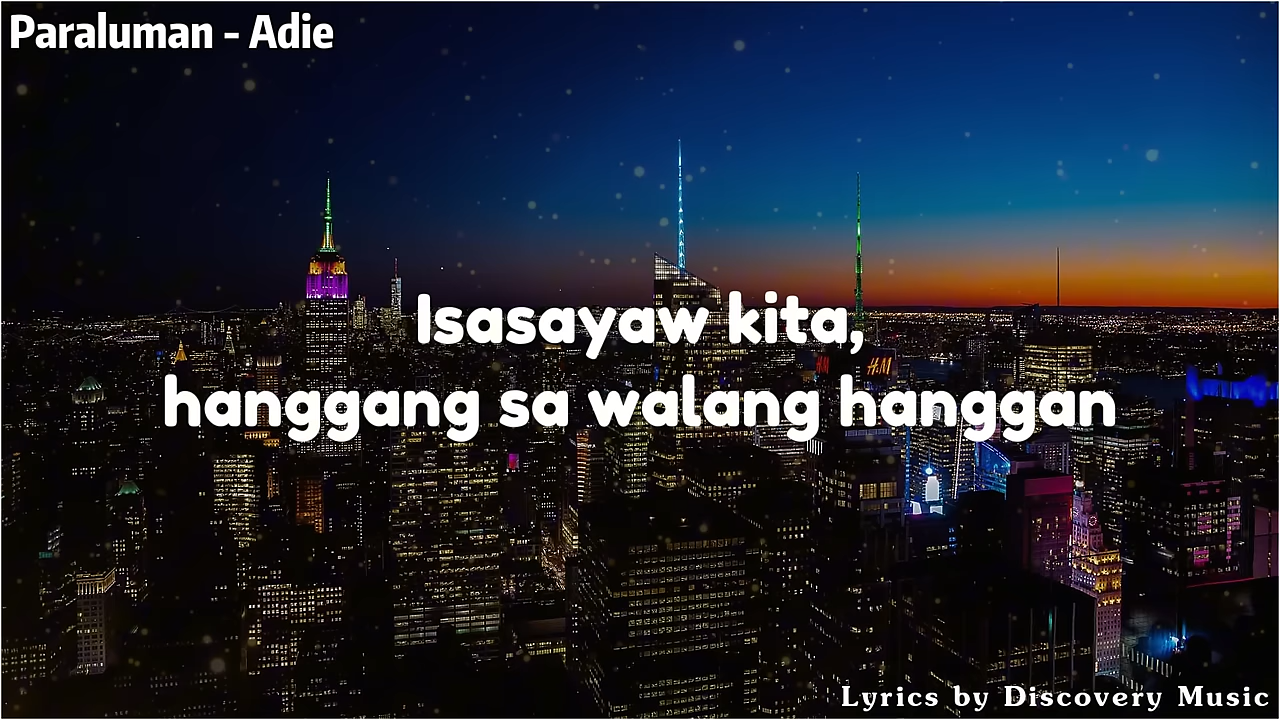 Paraluman - Adie
Isasayaw kita,
H&M
hanggang sa walang hanggan
Lyrics by Discovery Music